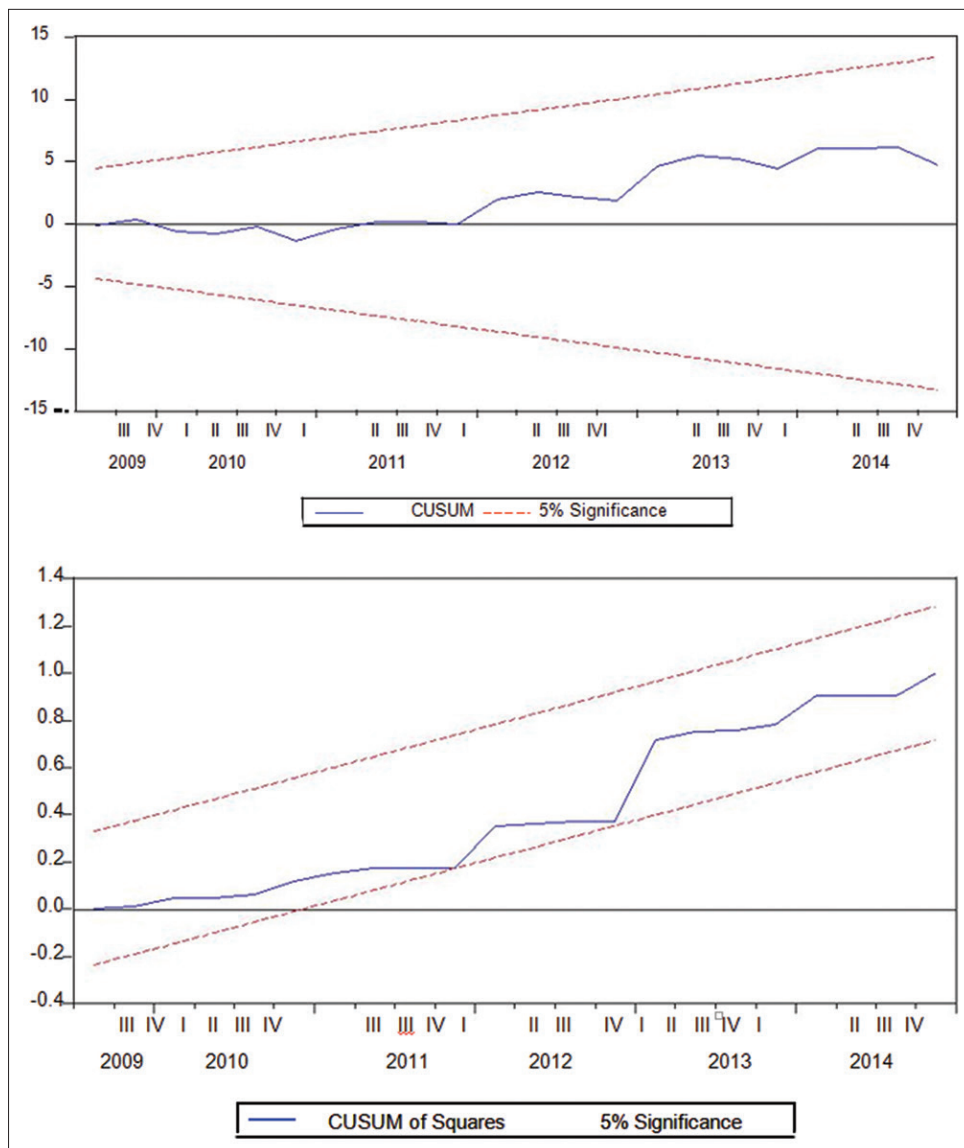 15
10
5
0
-5
-10
-15
III IV I II III IV I II III IV I II III IVI II III IV I II III IV
2009 2010 2011 2012 2013 2014
CUSUM 5% Significance
1.4
1.2
1.0
0.8
0.6
0.4
0.2
0.0
-0.2
-0.4
III IV I II III IV III III IV I II III IV I II III IV I II III IV
2009 2010 2011 2012 2013 2014
CUSUM of Squares 5% Significance